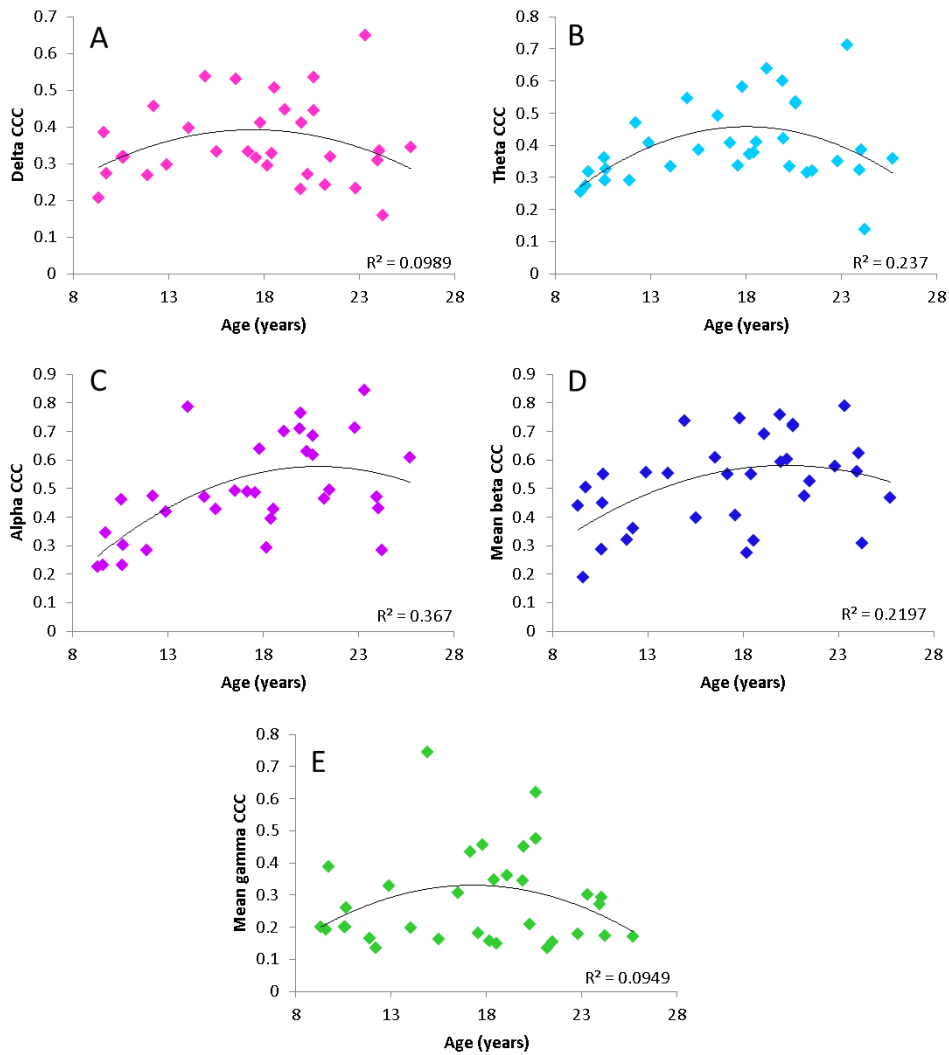 A
Delta CCC
0.7
0.6
0.5
0.4
0.3
0.2
0.1
0
R² = 0.0989
8 13 18 23 28
Age (years)
B
Theta CCC
0.8
0.7
0.6
0.5
0.4
0.3
0.2
0.1
0
R² = 0.237
8 13 18 23 28
Age (years)
C
Alpha CCC
0.9
0.8
0.7
0.6
0.5
0.4
0.3
0.2
0.1
0
R² = 0.367
8 13 18 23 28
Age (years)
D
Mean beta CCC
0.9
0.8
0.7
0.6
0.5
0.4
0.3
0.2
0.1
0
R² = 0.2197
8 13 18 23 28
Age (years)
E
Mean gamma CCC
0.8
0.7
0.6
0.5
0.4
0.3
0.2
0.1
0
R² = 0.0949
8 13 18 23 28
Age (years)